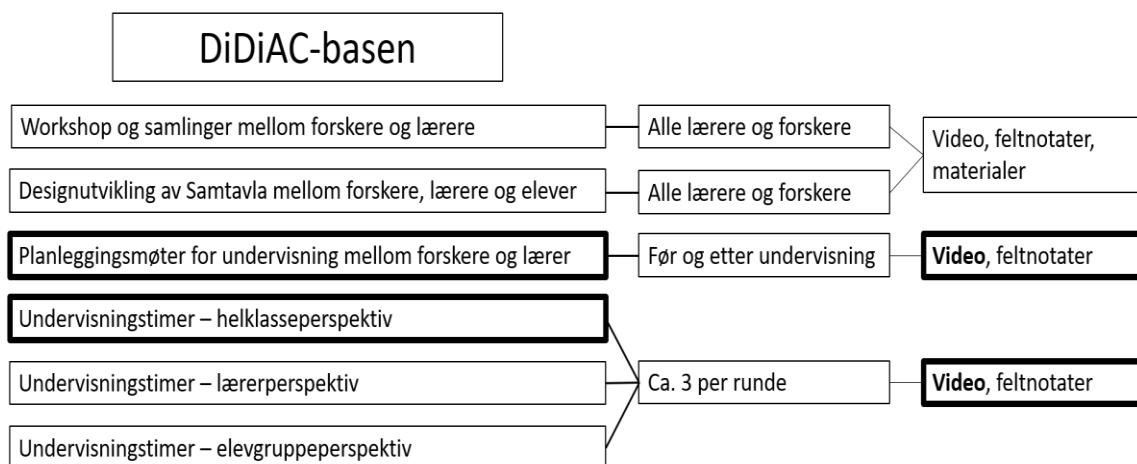 DiDiAC-basen
Workshop og samlinger mellom forskere og lærere
Alle lærere og forskere
Video, feltnotater,
materialer
Designutvikling av Samtavla mellom forskere, lærere og elever
Alle lærere og forskere
Planleggingsmøter for undervisning mellom forskere og lærer
Før og etter undervisning
Video, feltnotater
Undervisningstimer – helklasseperspektiv
Undervisningstimer – lærerperspektiv
Ca. 3 per runde
Video, feltnotater
Undervisningstimer – elevgruppeperspektiv